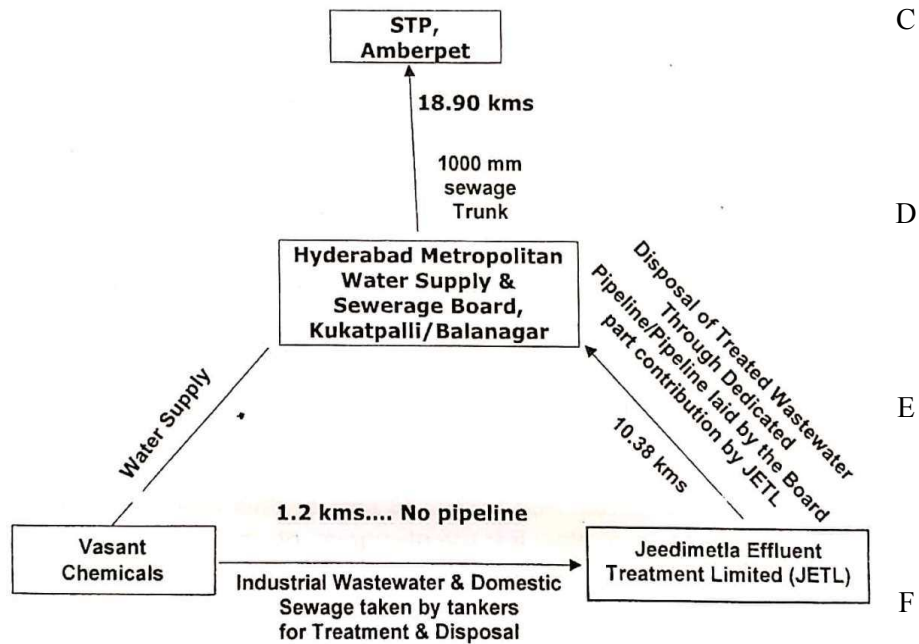 C
STP,
Amberpet
18.90 kms
1000 mm
sewage
Trunk
D
Hyderabad Metropolitan
Water Supply &
Sewerage Board,
Kukatpalli/Balanagar
Disposal of Treated Wastewater
Through Dedicated
Pipeline/Pipeline laid by the Board
part contribution by JETL
10.38 kms
Water Supply
E
1.2 kms.... No pipeline
Vasant
Chemicals
Jeedimetla Effluent
Treatment Limited (JETL)
Industrial Wastewater & Domestic
Sewage taken by tankers
for Treatment & Disposal
F